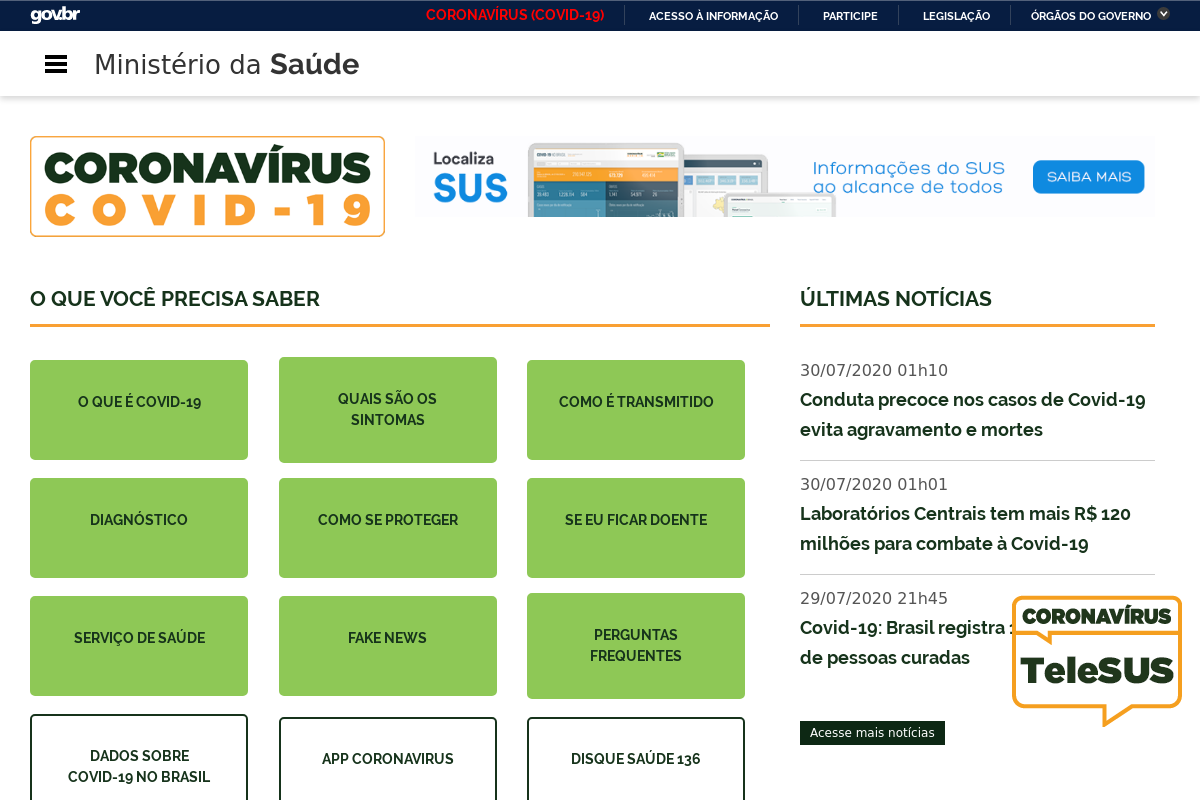 gov.br
CORONAVÍRUS (COVID-19)
ACESSO À INFORMAÇÃO
PARTICIPE
LEGISLAÇÃO
ÓRGÃOS DO GOVERNO
Ministério da Saúde
CORONAVÍRUS
COVID-19
Localiza
SUS
Informações do SUS
ao alcance de todos
SAIBA MAIS
O QUE VOCÊ PRECISA SABER
O QUE É COVID-19
QUAIS SÃO OS
SINTOMAS
COMO É TRANSMITIDO
DIAGNÓSTICO
COMO SE PROTEGER
SE EU FICAR DOENTE
SERVIÇO DE SAÚDE
FAKE NEWS
PERGUNTAS
FREQUENTES
DADOS SOBRE
COVID-19 NO BRASIL
APP CORONAVIRUS
DISQUE SAÚDE 136
ÚLTIMAS NOTÍCIAS
30/07/2020 01h10
Conduta precoce nos casos de Covid-19
evita agravamento e mortes
30/07/2020 01h01
Laboratórios Centrais tem mais R$ 120
milhões para combate à Covid-19
29/07/2020 21h45
Covid-19: Brasil registra
de pessoas curadas
CORONAVÍRUS
TeleSUS
Acesse mais notícias